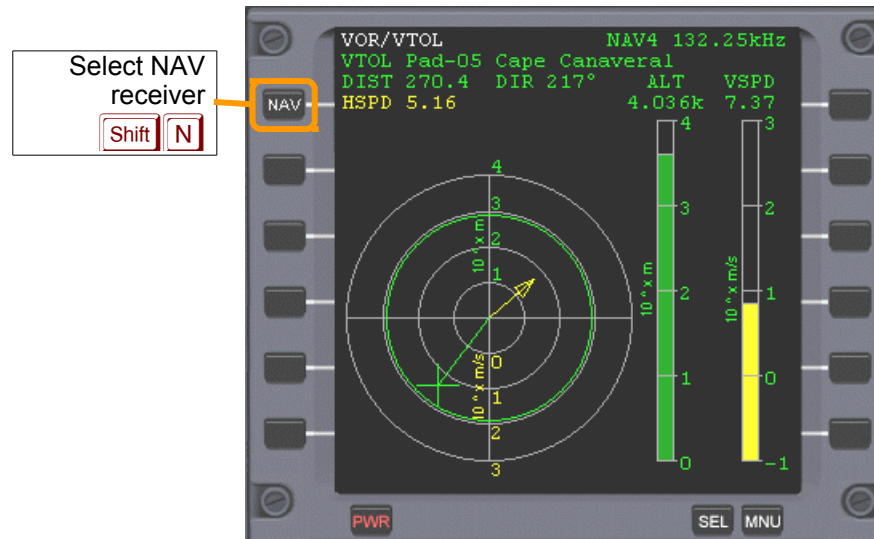 Select NAV
receiver
Shift N
NAV
VOR/VTOL NAV4 132.25kHz
VTOL Pad-05 Cape Canaveral
DIST 270.4 DIR 217° ALT VSPD
HSPD 5.16 4.036k 7.37
4
3
2
1
10^x m
0
1
2
3
10^x m/s
4
3
2
1
0
10^x m
3
2
1
0
-1
10^x m/s
PWR
SEL MNU